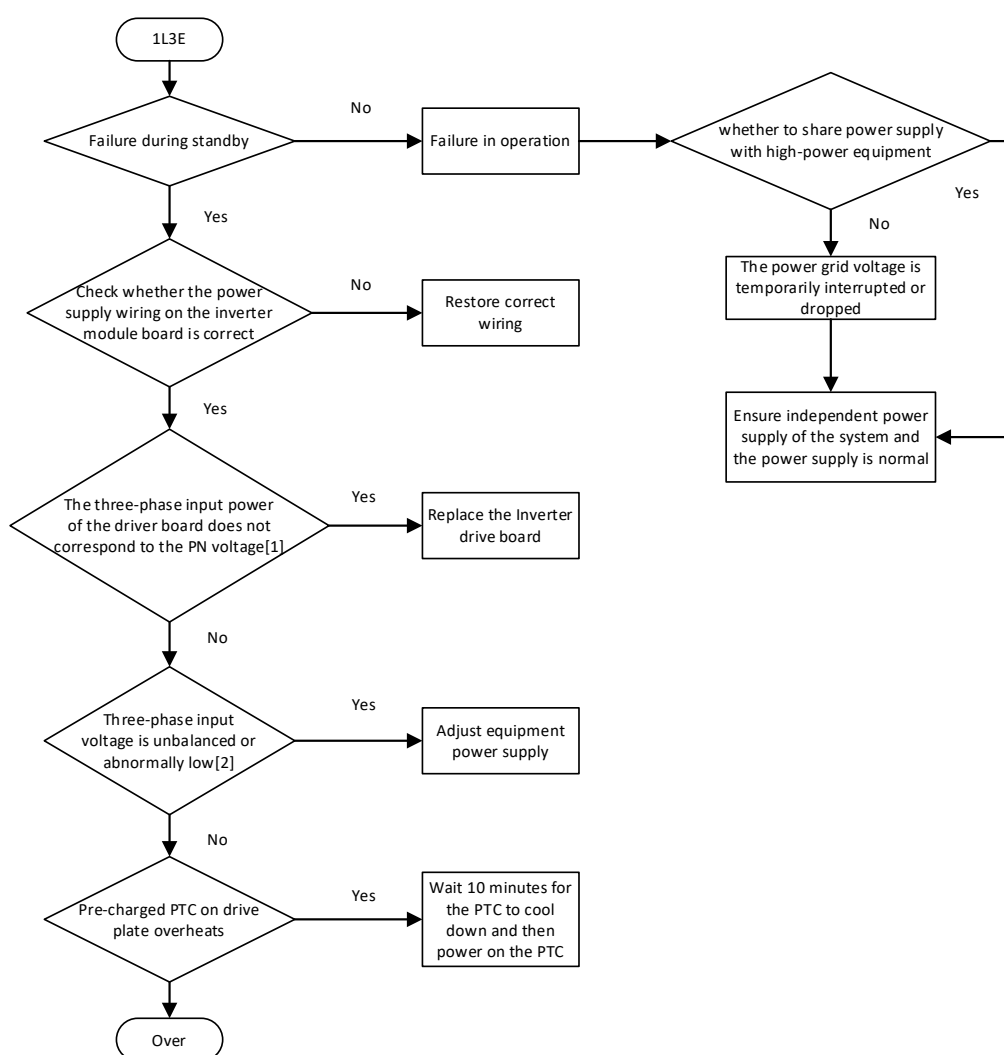 1L3E
Failure during standby
No
Failure in operation
whether to share power supply
with high-power equipment
Yes
No
Yes
Check whether the power
supply wiring on the inverter
module board is correct
No
Restore correct
wiring
The power grid voltage is
temporarily interrupted or
dropped
Yes
Ensure independent power
supply of the system and
the power supply is normal
The three-phase input power
of the driver board does not
correspond to the PN voltage[1]
Yes
Replace the Inverter
drive board
No
Three-phase input
voltage is unbalanced or
abnormally low[2]
Yes
Adjust equipment
power supply
No
Pre-charged PTC on drive
plate overheats
Yes
Wait 10 minutes for
the PTC to cool
down and then
power on the PTC
Over